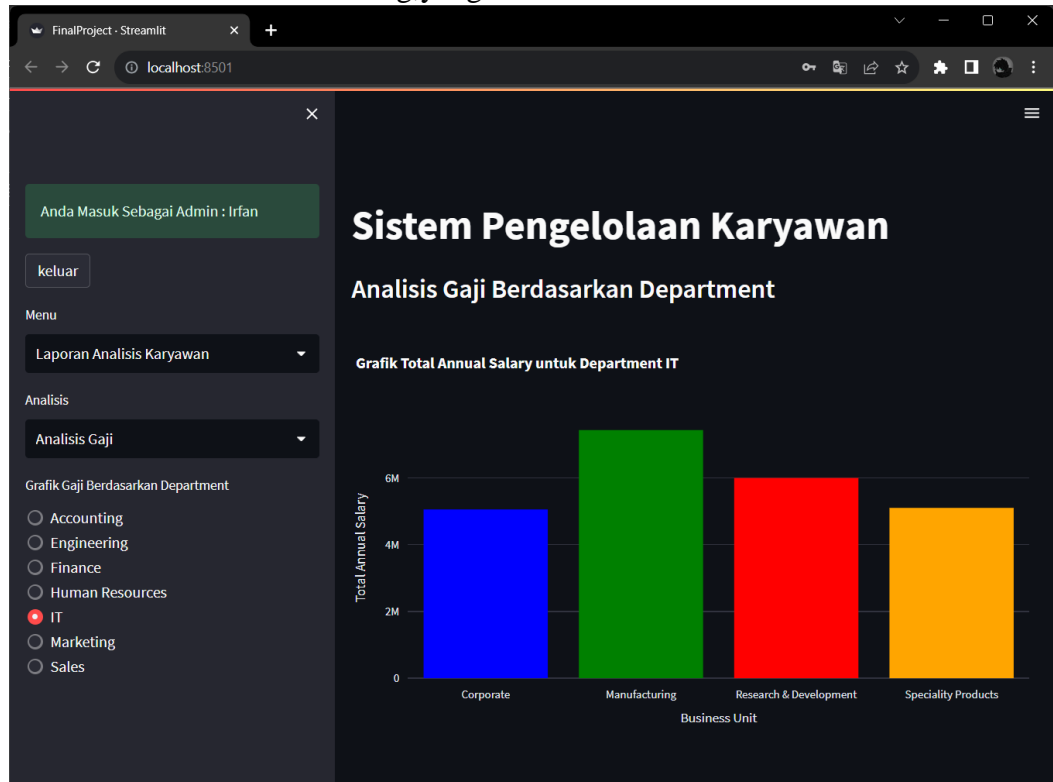 FinalProject · Streamlit
localhost:8501
Anda Masuk Sebagai Admin : Irfan
keluar
Menu
Laporan Analisis Karyawan
Analisis
Analisis Gaji
Grafik Gaji Berdasarkan Department
Accounting
Engineering
Finance
Human Resources
IT
Marketing
Sales
Sistem Pengelolaan Karyawan
Analisis Gaji Berdasarkan Department
Grafik Total Annual Salary untuk Department IT
Total Annual Salary
6M
4M
2M
0
Corporate
Manufacturing
Research & Development
Speciality Products
Business Unit